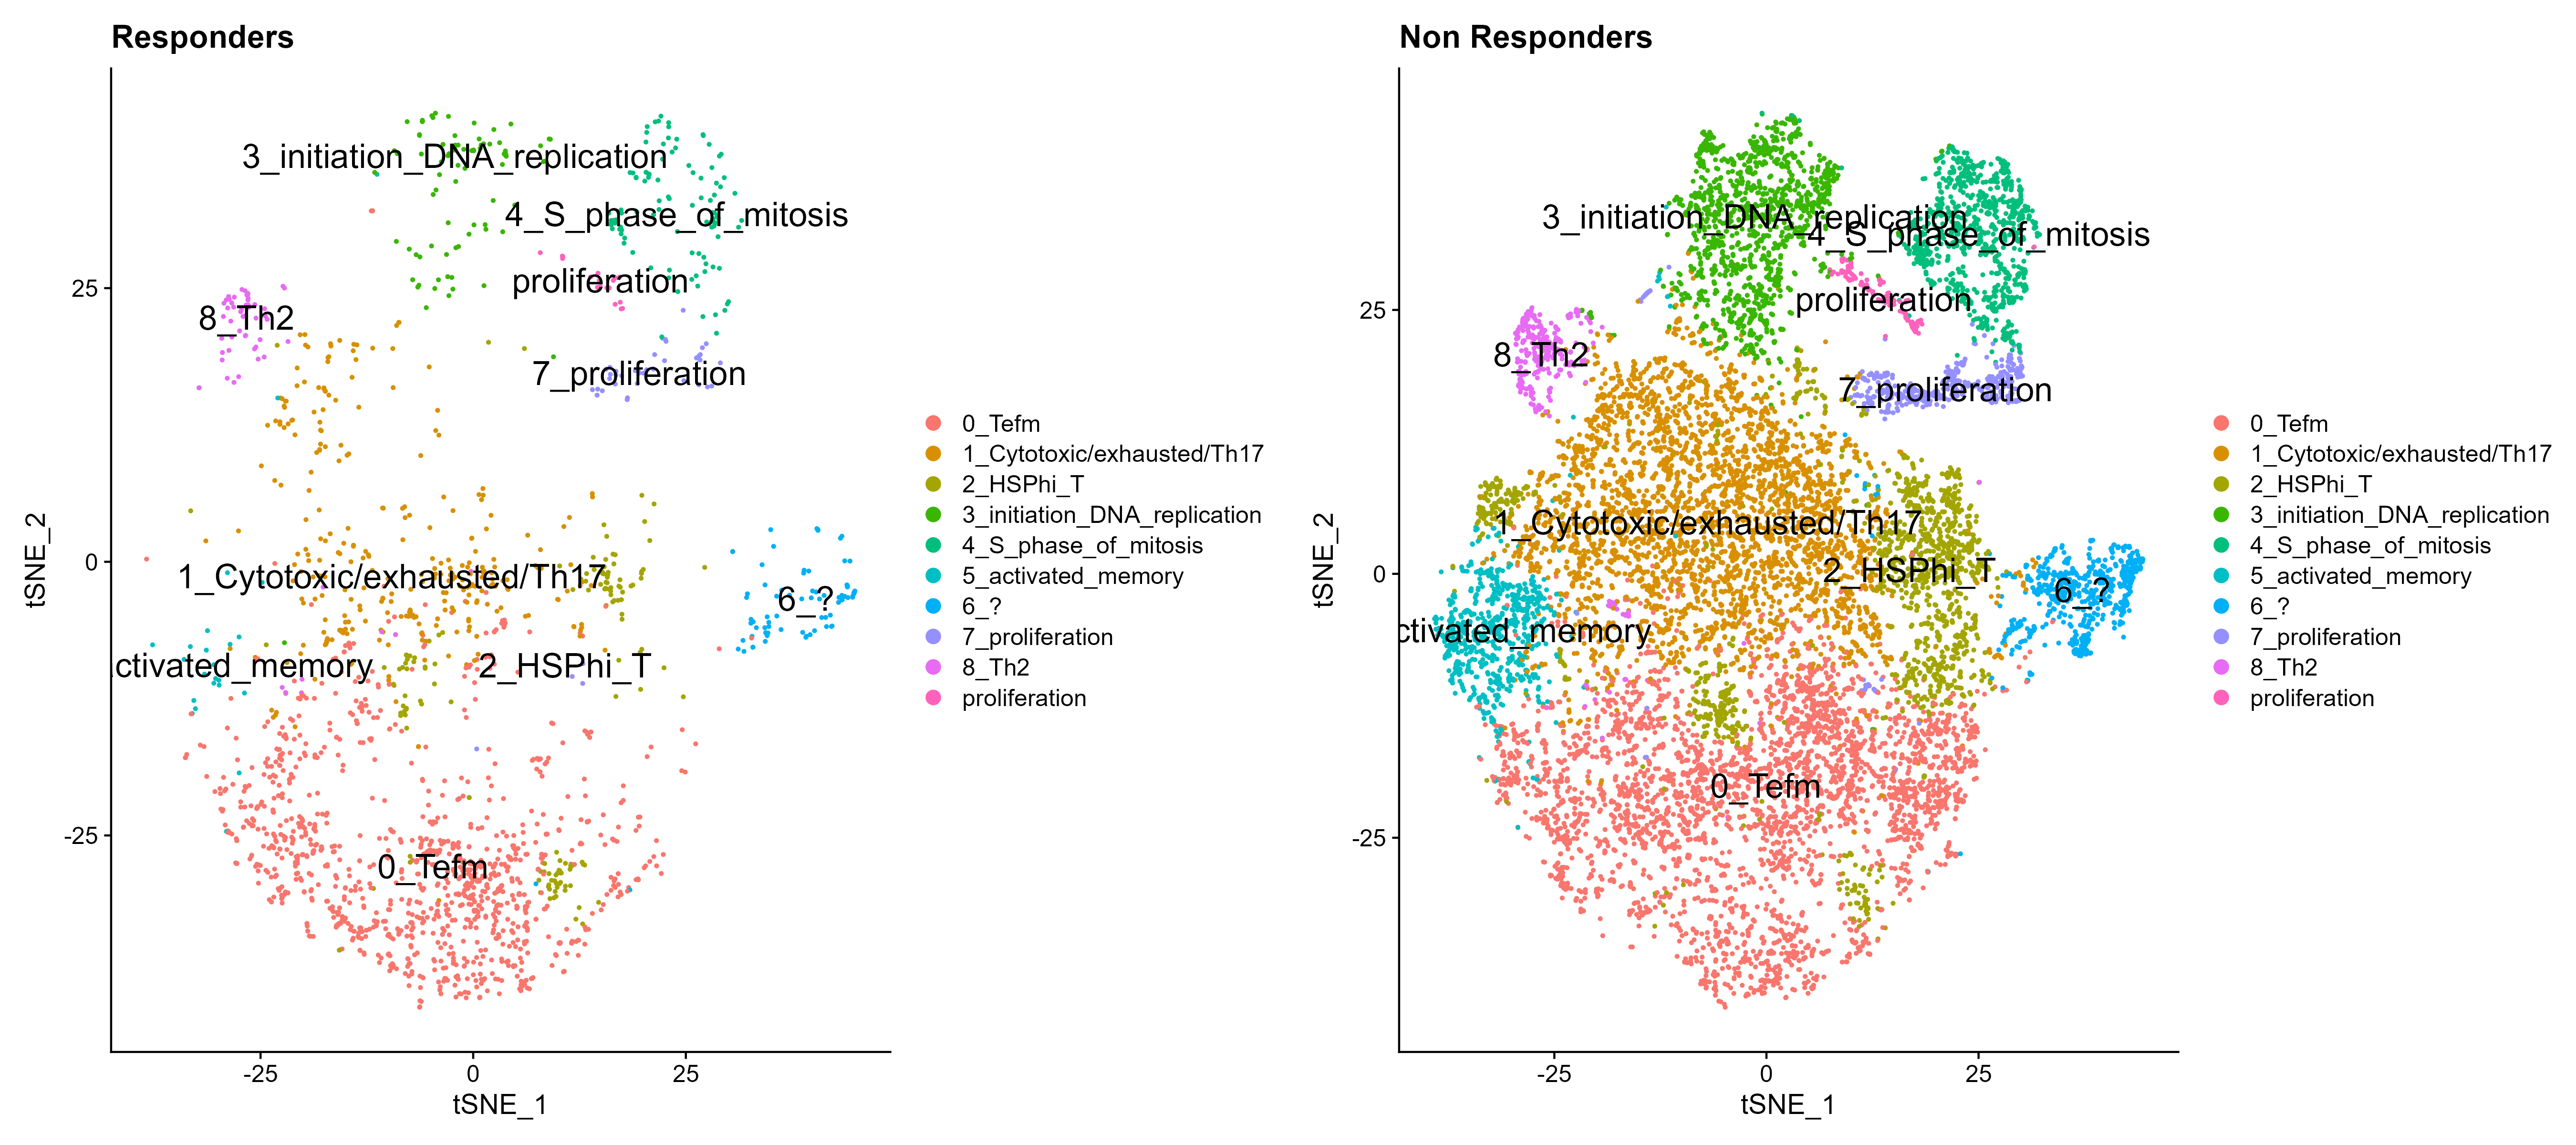 Responders
3_initiation_DNA_replication
4_S_phase_of_mitosis
proliferation
8_Th2
7_proliferation
1_Cytotoxic/exhausted/Th17
6_?
ctivated_memory
2_HSPhi_T
0_Tefm
25
0
-25
tSNE_2
-25
0
25
tSNE_1
0_Tefm
1_Cytotoxic/exhausted/Th17
2_HSPhi_T
3_initiation_DNA_replication
4_S_phase_of_mitosis
5_activated_memory
6_?
7_proliferation
8_Th2
proliferation
Non Responders
3_initiation_DNA_replication
4_S_phase_of_mitosis
proliferation
8_Th2
7_proliferation
1_Cytotoxic/exhausted/Th17
2_HSPhi_T
6_?
ctivated_memory
0_Tefm
25
0
-25
tSNE_2
-25
0
25
tSNE_1
0_Tefm
1_Cytotoxic/exhausted/Th17
2_HSPhi_T
3_initiation_DNA_replication
4_S_phase_of_mitosis
5_activated_memory
6_?
7_proliferation
8_Th2
proliferation